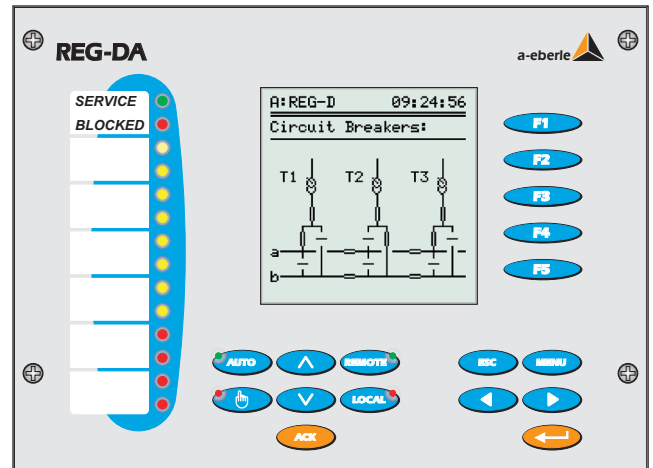 REG-DA
a-eberle
SERVICE
BLOCKED
A:REG-D 09:24:56
Circuit Breakers:
T1 T2 T3
a
b
F1
F2
F3
F4
F5
AUTO
REMOTE
ESC
MENU
LOCAL
ACK